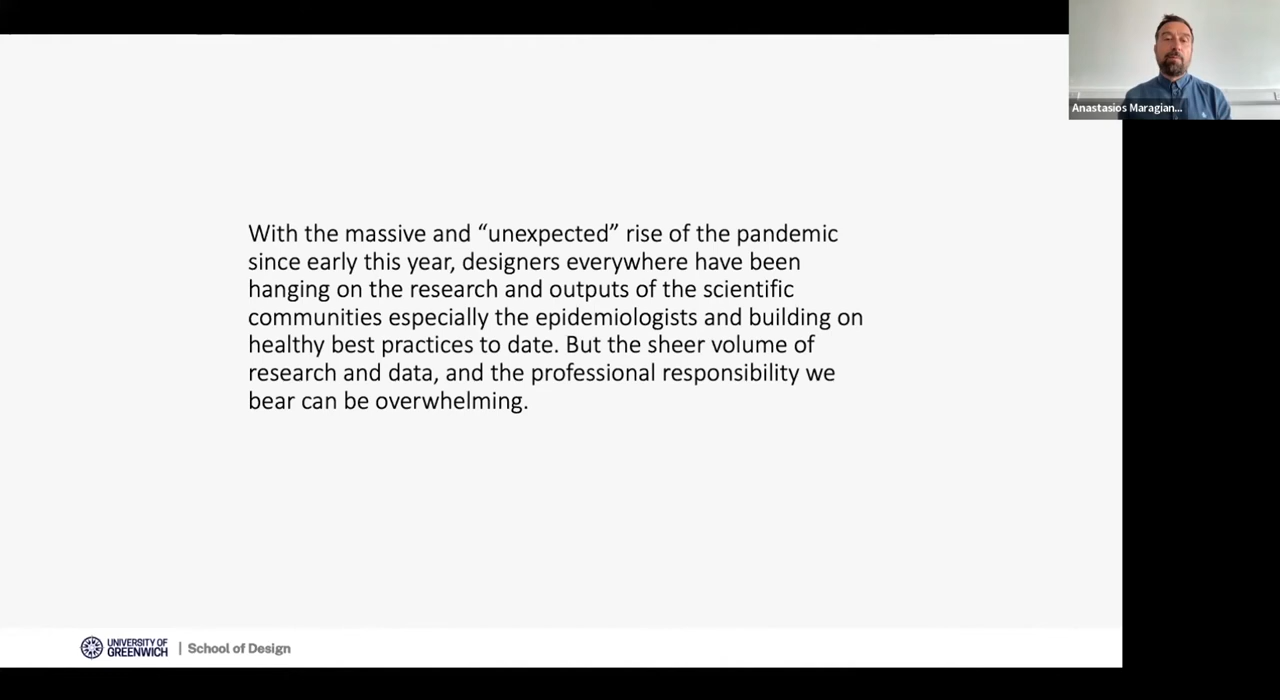 Anastasios Maragian...
With the massive and “unexpected” rise of the pandemic
since early this year, designers everywhere have been
hanging on the research and outputs of the scientific
communities especially the epidemiologists and building on
healthy best practices to date. But the sheer volume of
research and data, and the professional responsibility we
bear can be overwhelming.
UNIVERSITY OF
GREENWICH | School of Design